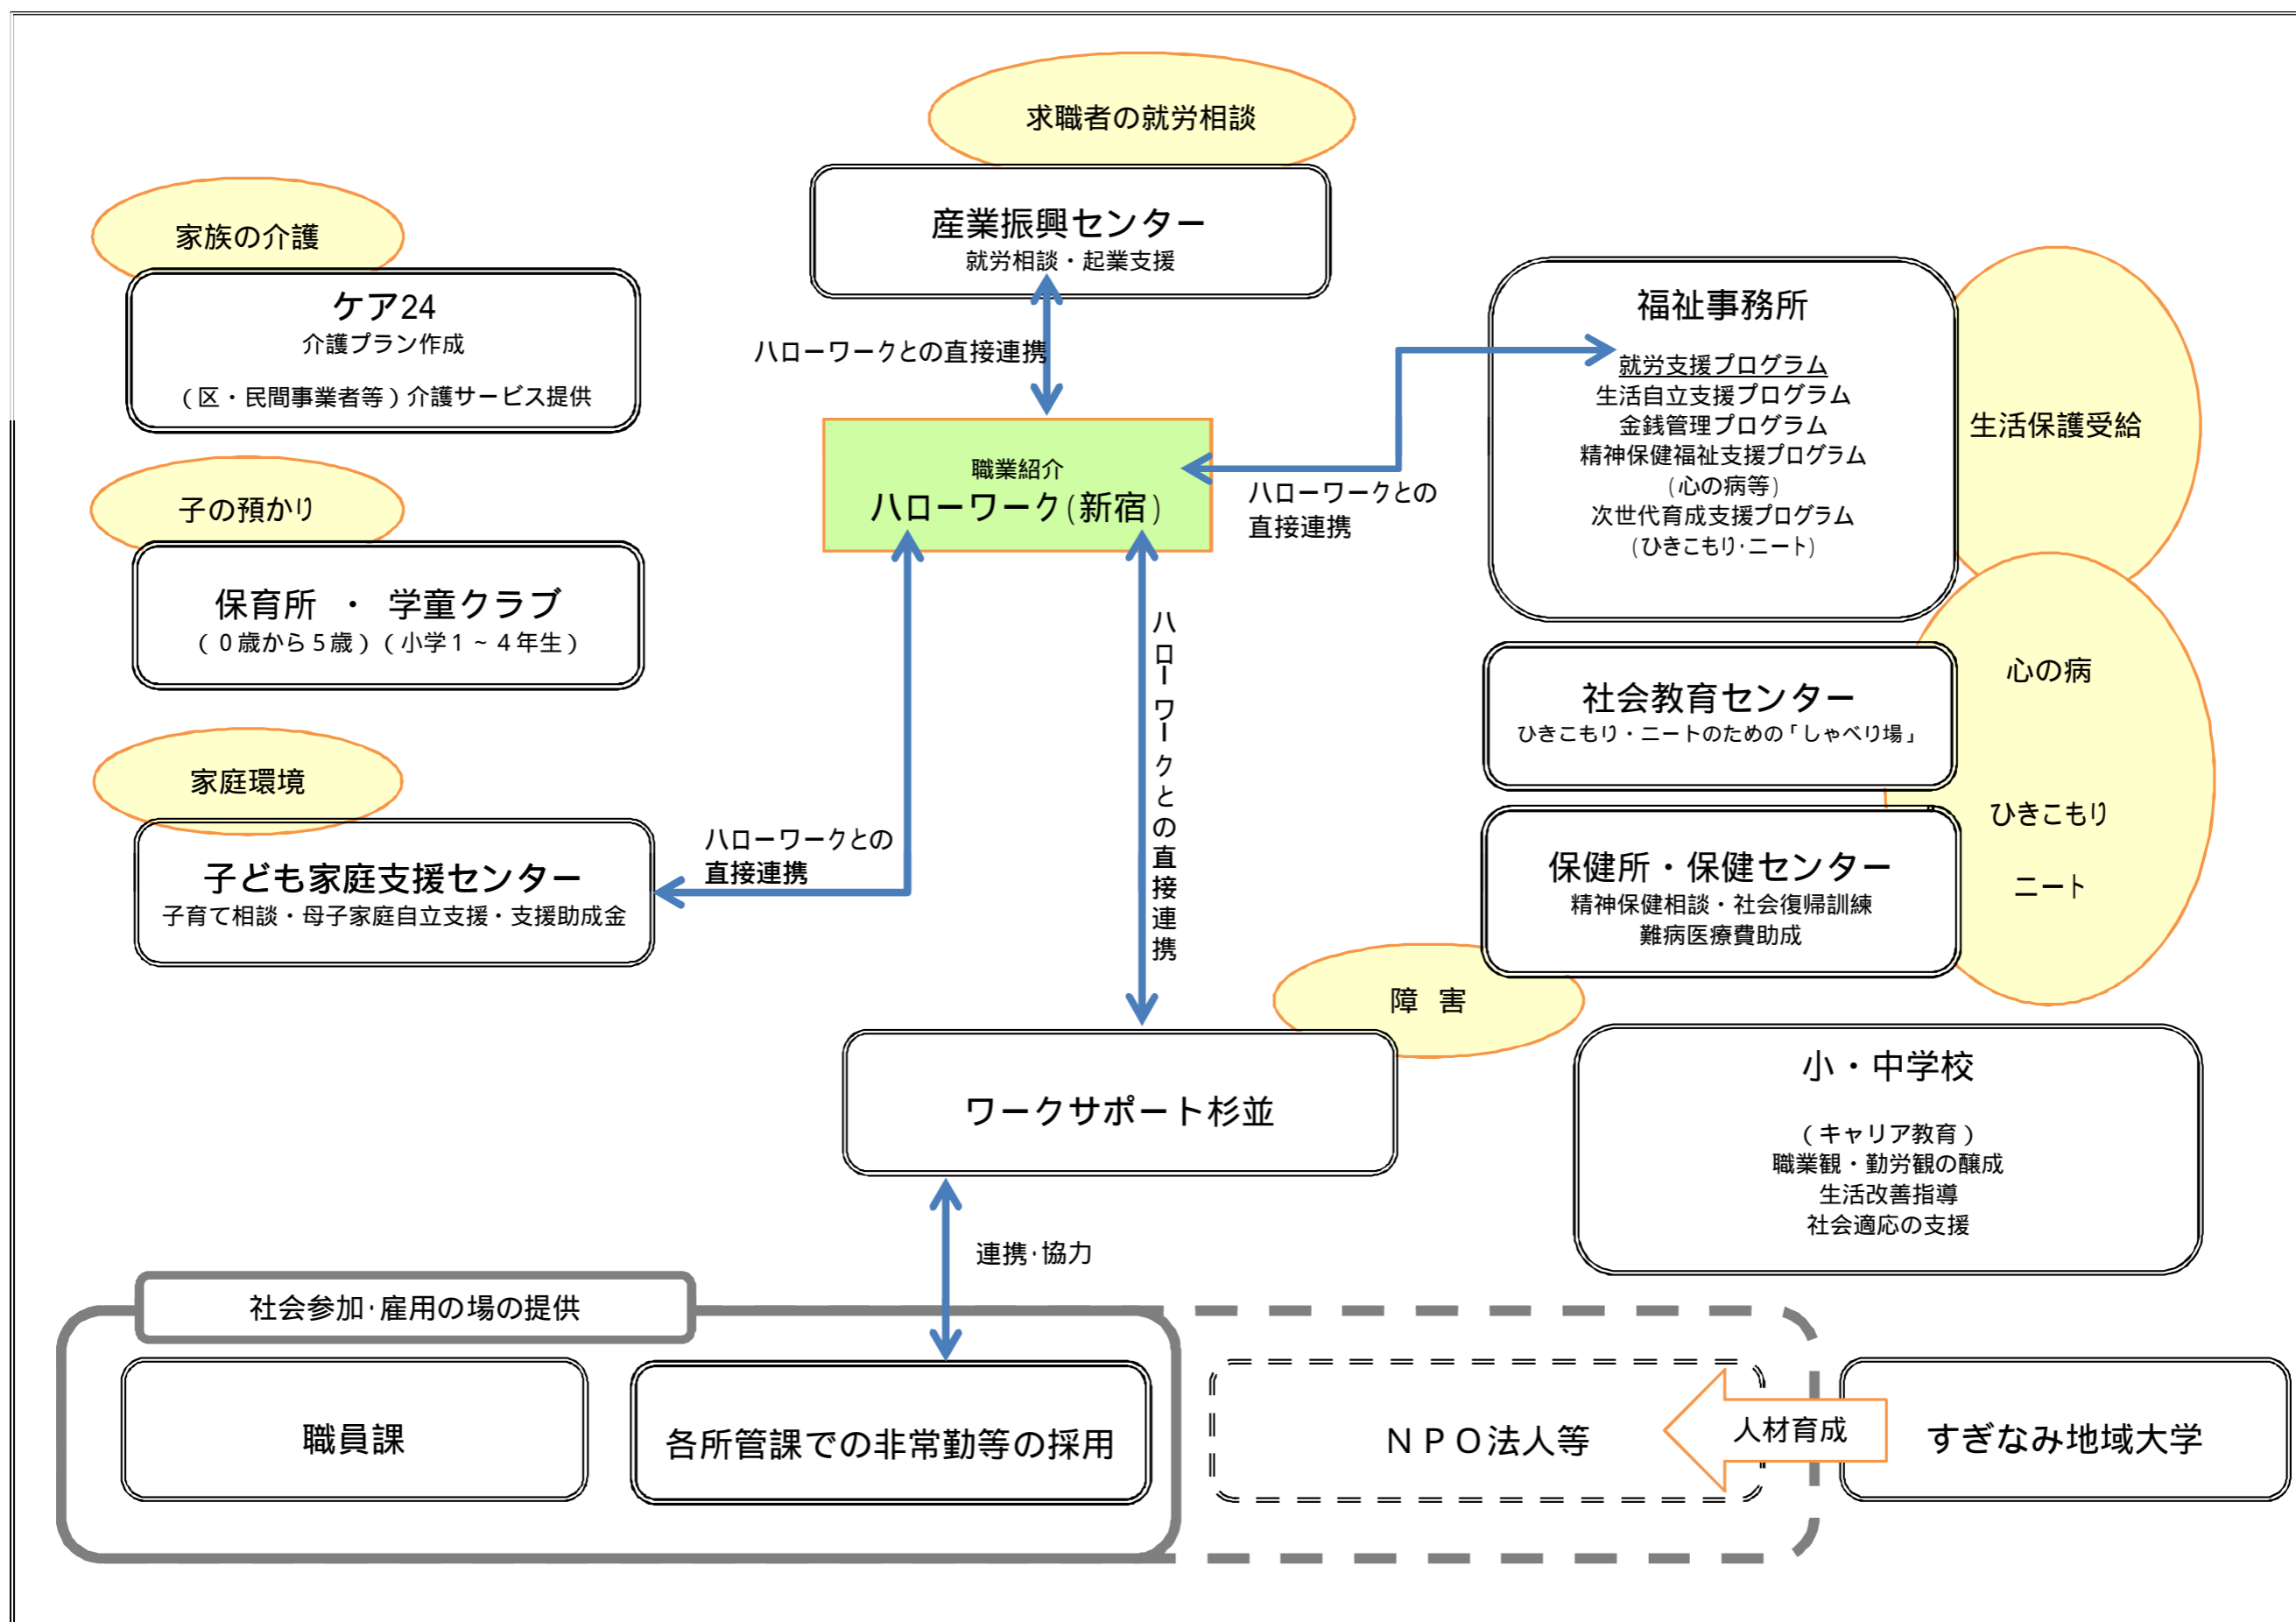 求職者の就労相談
産業振興センター
就労相談・起業支援
家族の介護
ケア24
介護プラン作成
(区・民間事業者等)介護サービス提供
ハローワークとの直接連携
福祉事務所
就労支援プログラム
生活自立支援プログラム
金銭管理プログラム
精神保健福祉支援プログラム
(心の病等)
次世代育成支援プログラム
(ひきこもり・ニート)
生活保護受給
職業紹介
ハローワーク(新宿)
ハローワークとの
直接連携
子の預かり
保育所 ・ 学童クラブ
(0歳から5歳)(小学1~4年生)
ハローワークとの直接連携
社会教育センター
ひきこもり・ニートのための「しゃべり場」
心の病
ひきこもり
ニート
家庭環境
子ども家庭支援センター
子育て相談・母子家庭自立支援・支援助成金
ハローワークとの
直接連携
保健所・保健センター
精神保健相談・社会復帰訓練
難病医療費助成
障 害
ワークサポート杉並
小・中学校
(キャリア教育)
職業観・勤労観の醸成
生活改善指導
社会適応の支援
連携・協力
社会参加・雇用の場の提供
職員課
各所管課での非常勤等の採用
NPO法人等
人材育成
すぎなみ地域大学